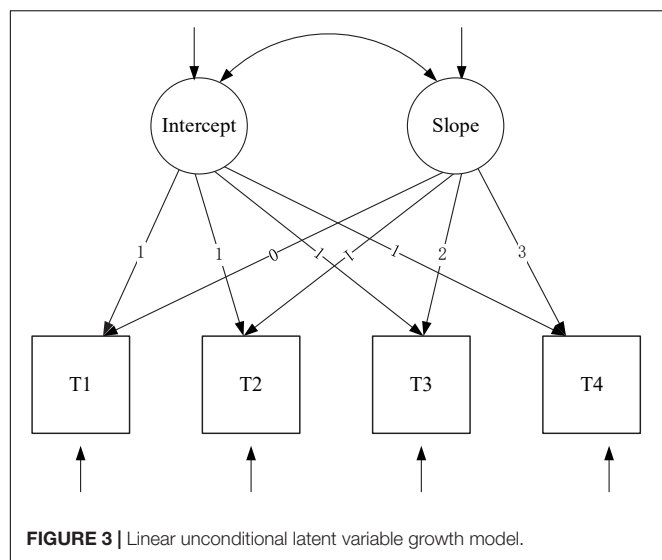 Intercept Slope
1 1 0 1 1 1 2 3
T1 T2 T3 T4
FIGURE 3 | Linear unconditional latent variable growth model.